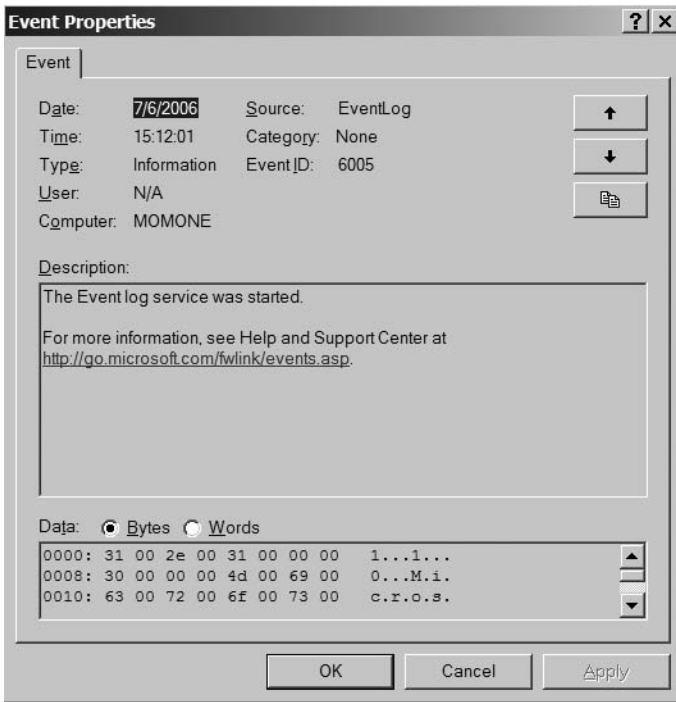 Event Properties
Event
Date: 7/6/2006 Source: EventLog
Time: 15:12:01 Category: None
Type: Information Event ID: 6005
User: N/A
Computer: MOMONE
Description:
The Event log service was started.
For more information, see Help and Support Center at
http://go.microsoft.com/fwlink/events.asp.
Data: Bytes Words
0000: 31 00 2e 00 31 00 00 00 1...1...
0008: 30 00 00 00 4d 00 69 00 0...M.i.
0010: 63 00 72 00 6f 00 73 00 c.r.o.s.
OK Cancel Apply